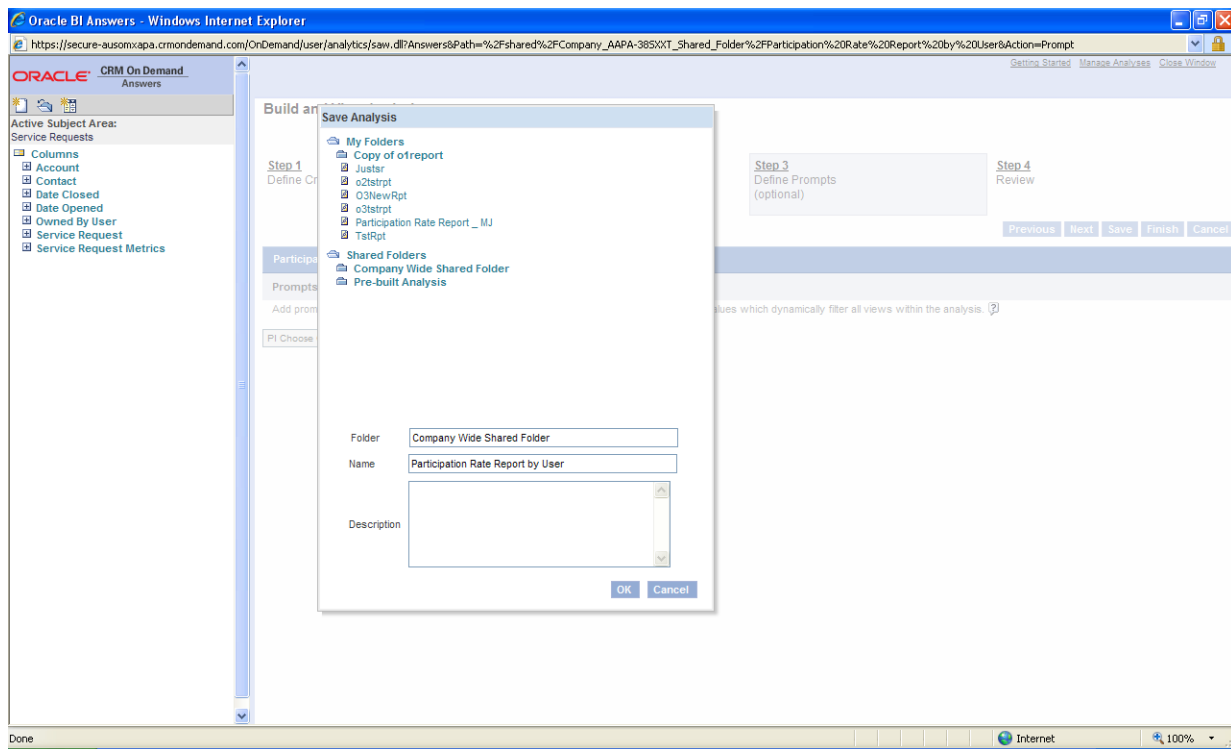 Oracle BI Answers - Windows Internet Explorer
https://secure-ausomxapa.crmondemand.com/OnDemand/user/analytics/saw.dll?Answers&Path=%2Fshared%2FCompany_AAPA-38SXXT_Shared_Folder%2FParticipation%20Rate%20Report%20by%20User&Action=Prompt
ORACLE CRM On Demand
Answers
Getting Started Manage Analyses Close Window
Active Subject Area:
Service Requests
Columns
Account
Contact
Date Closed
Date Opened
Owned By User
Service Request
Service Request Metrics
Build an
Step 1
Define Cr
Step 3
Define Prompts
(optional)
Step 4
Review
Previous Next Save Finish Cancel
Participa
Prompts
Add prom
lues which dynamically filter all views within the analysis.
PI Choose
Save Analysis
My Folders
Copy of o1report
Justsr
o2tstrpt
O3NewRpt
o3tstrpt
Participation Rate Report _ MJ
TstRpt
Shared Folders
Company Wide Shared Folder
Pre-built Analysis
Folder Company Wide Shared Folder
Name Participation Rate Report by User
Description
OK Cancel
Done Internet 100%